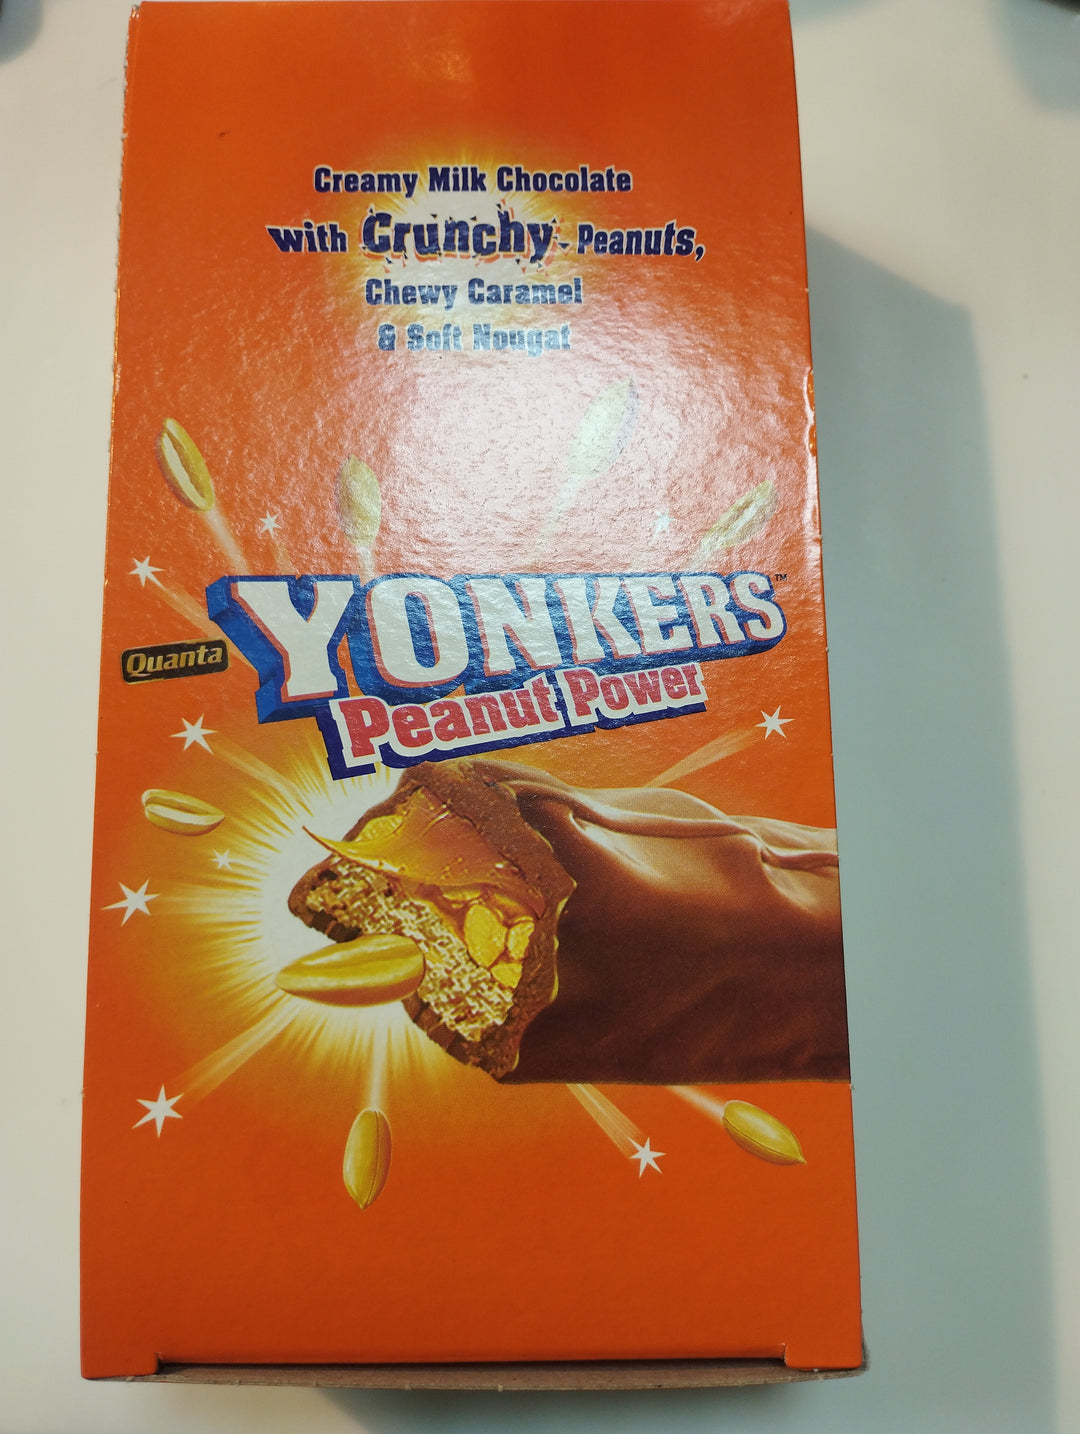 Creamy Milk Chocolate
with Crunchy Peanuts,
Chewy Caramel
& Soft Nougat
YONKERS™
Quanta
Peanut Power